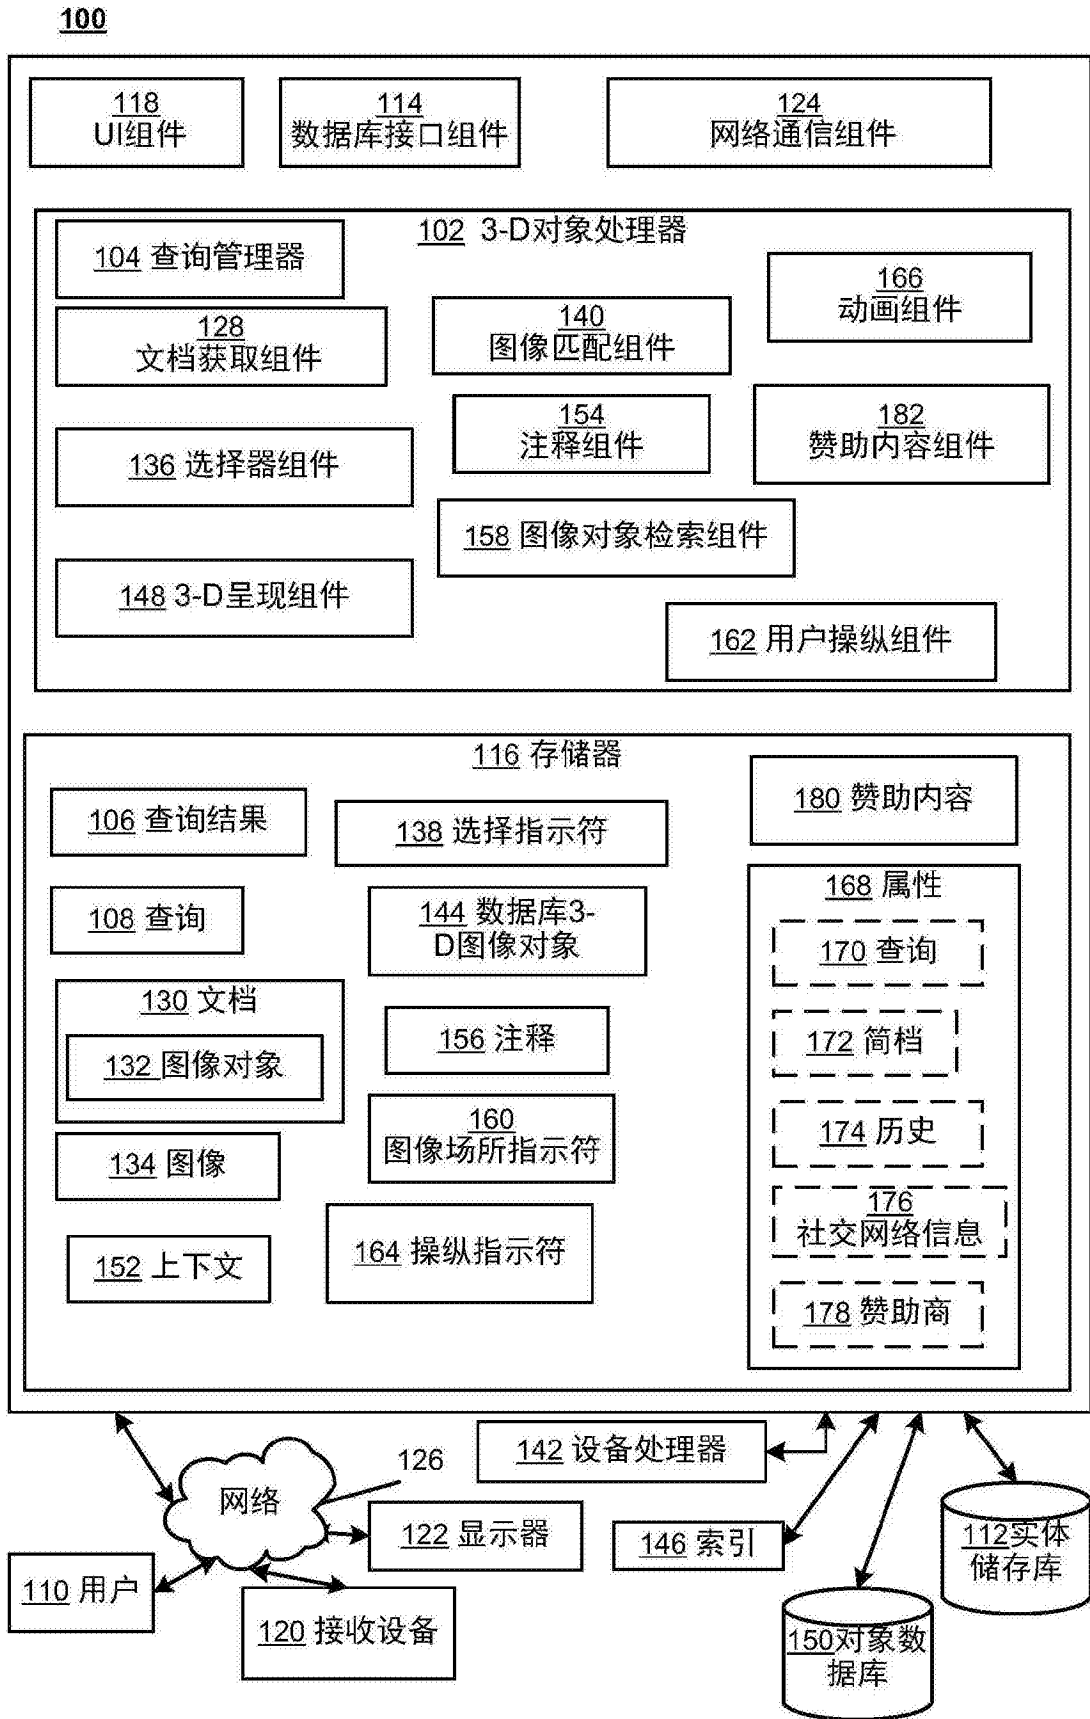 100
118
UI组件
114
数据库接口组件
124
网络通信组件
102 3-D对象处理器
104 查询管理器
128
文档获取组件
136 选择器组件
148 3-D呈现组件
140
图像匹配组件
154
注释组件
158 图像对象检索组件
166
动画组件
182
赞助内容组件
162 用户操纵组件
116 存储器
106 查询结果
108 查询
130 文档
132 图像对象
134 图像
152 上下文
138 选择指示符
144 数据库3-
D图像对象
156 注释
160
图像场所指示符
164 操纵指示符
180 赞助内容
168 属性
170 查询
172 简档
174 历史
176
社交网络信息
178 赞助商
网络
126
110 用户
120 接收设备
122 显示器
142 设备处理器
146 索引
150对象数
据库
112实体
储存库